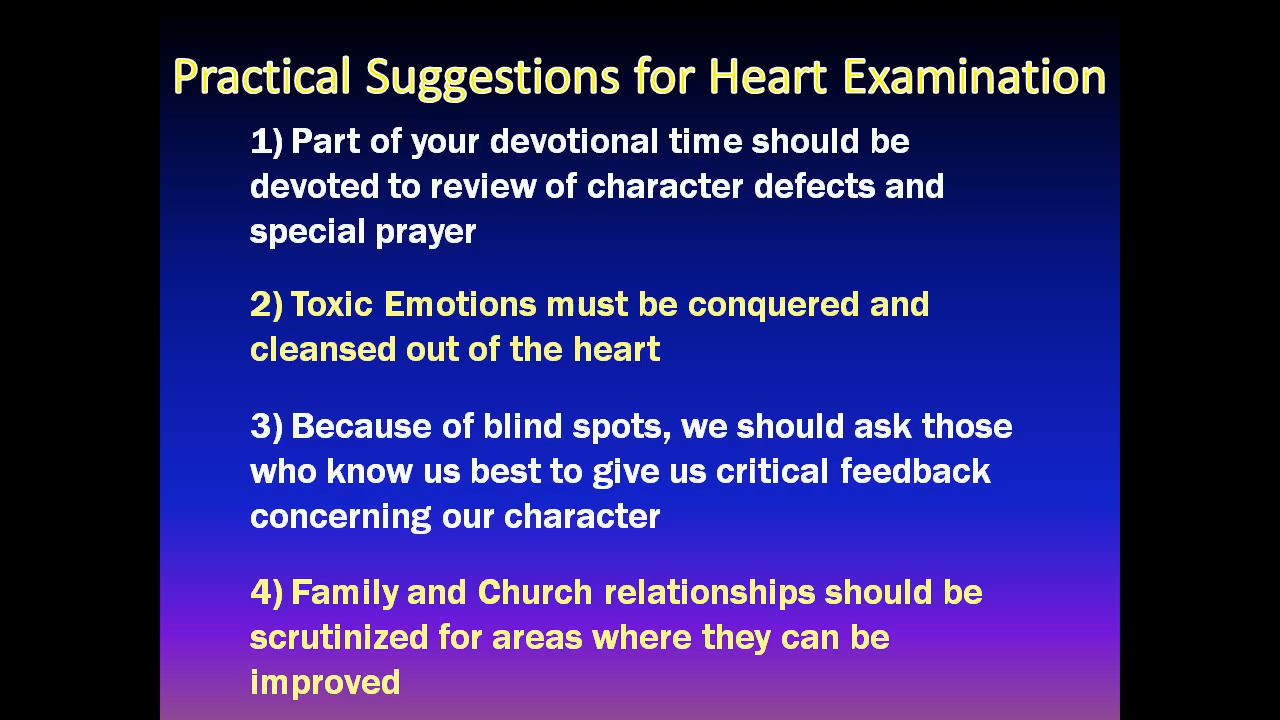 Practical Suggestions for Heart Examination
1) Part of your devotional time should be
devoted to review of character defects and
special prayer
2) Toxic Emotions must be conquered and
cleansed out of the heart
3) Because of blind spots, we should ask those
who know us best to give us critical feedback
concerning our character
4) Family and Church relationships should be
scrutinized for areas where they can be
improved